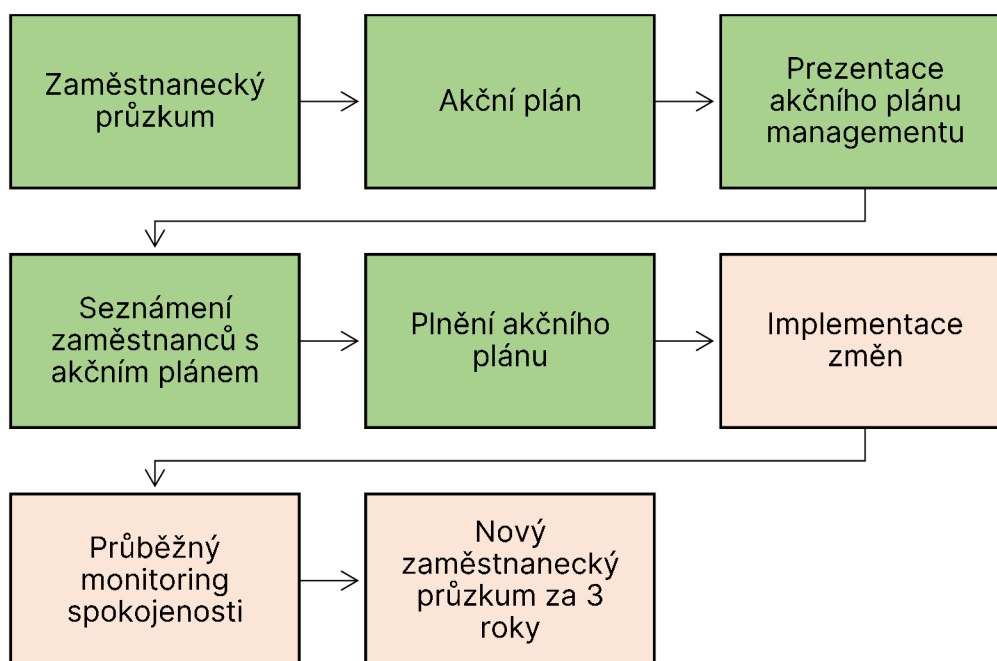 Zaměstnanecký
průzkum
Akční plán
Prezentace
akčního plánu
managementu
Seznámení
zaměstnanců s
akčním plánem
Plnění akčního
plánu
Implementace
změn
Průběžný
monitoring
spokojenosti
Nový
zaměstnanecký
průzkum za 3
roky